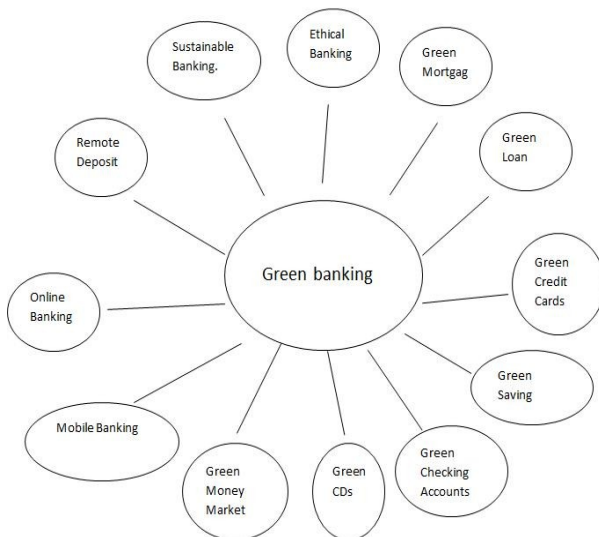 Sustainable
Banking.
Ethical
Banking
Green
Mortgag
Remote
Deposit
Green
Loan
Green banking
Green
Credit
Cards
Online
Banking
Green
Saving
Mobile Banking
Green
Money
Market
Green
CDs
Green
Checking
Accounts